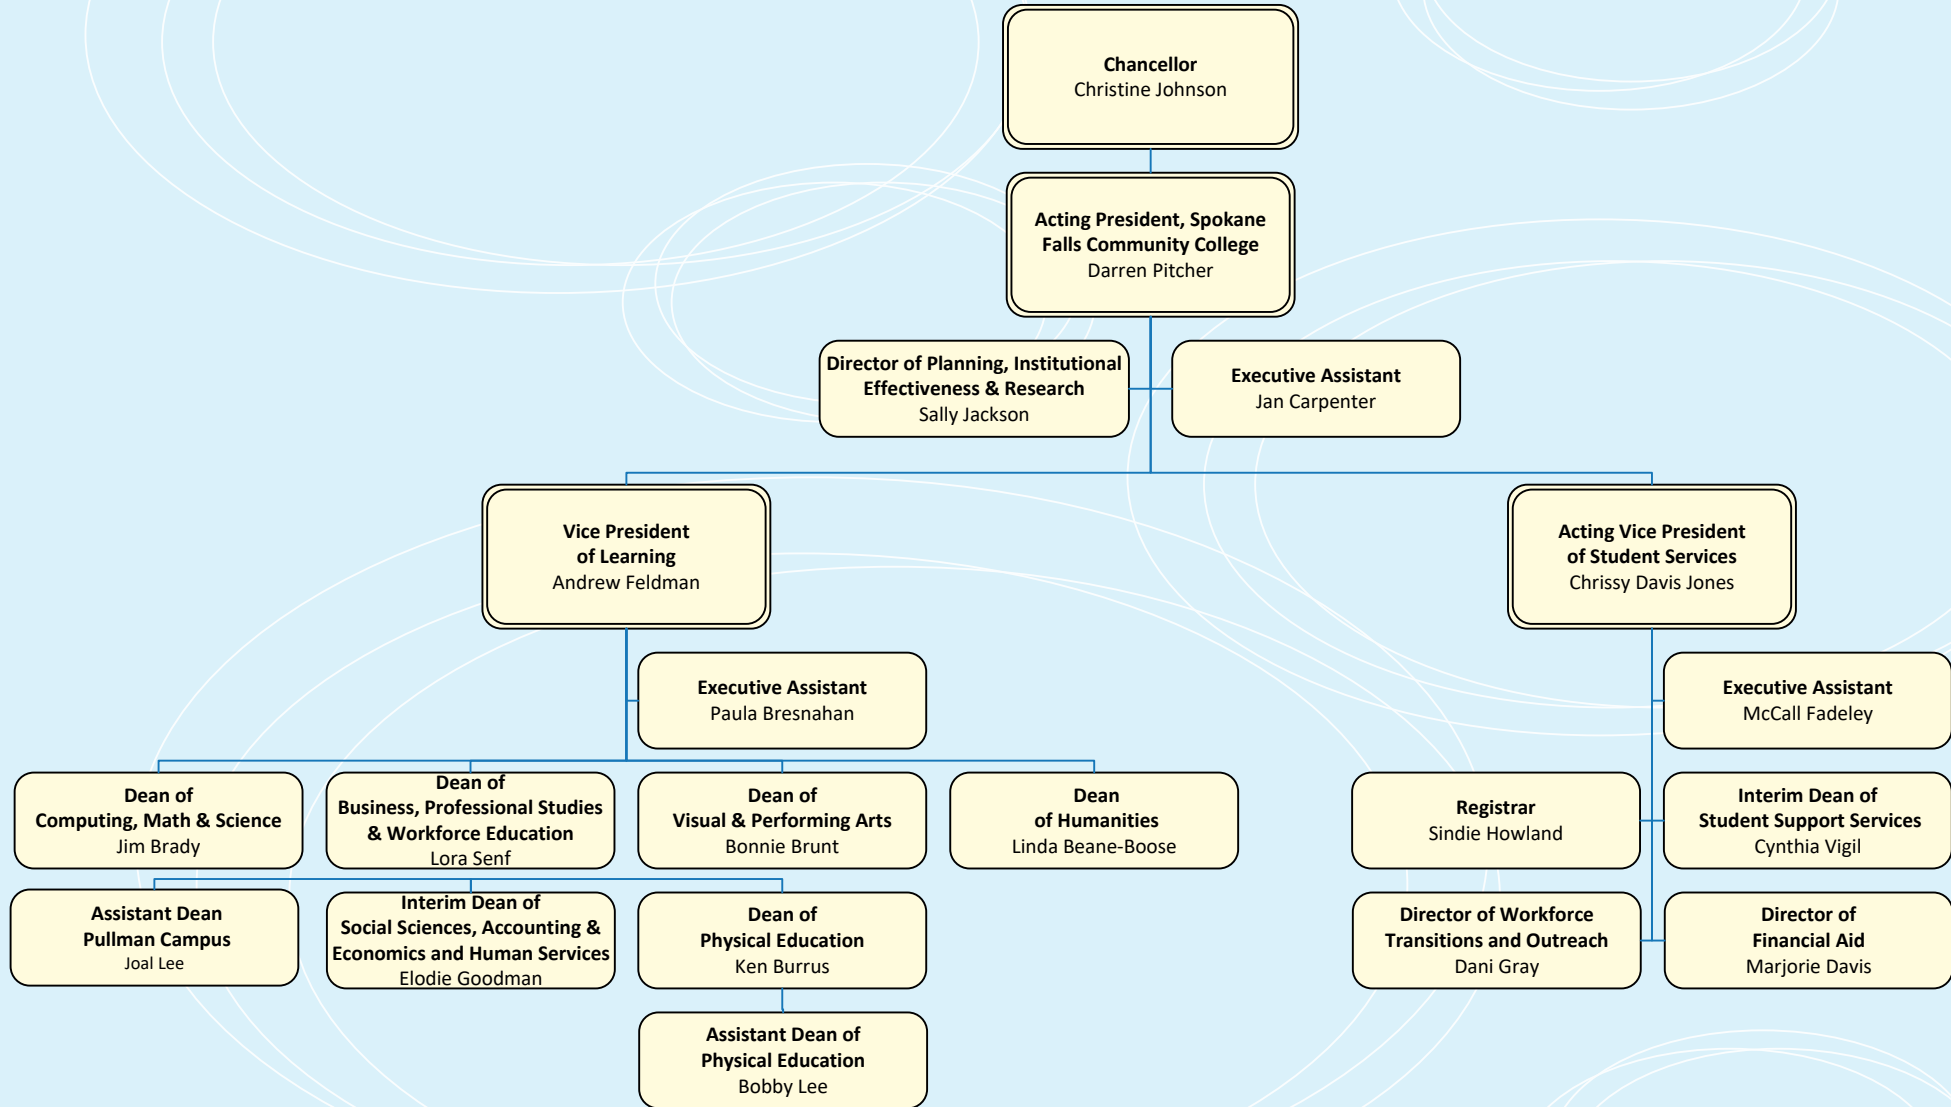 Chancellor
Christine Johnson
Acting President, Spokane
Falls Community College
Darren Pitcher
Director of Planning, Institutional
Effectiveness & Research
Sally Jackson
Executive Assistant
Jan Carpenter
Vice President
of Learning
Andrew Feldman
Acting Vice President
of Student Services
Chrissy Davis Jones
Executive Assistant
Paula Bresnahan
Executive Assistant
McCall Fadeley
Dean of
Computing, Math & Science
Jim Brady
Dean of
Business, Professional Studies
& Workforce Education
Lora Senf
Dean of
Visual & Performing Arts
Bonnie Brunt
Dean
of Humanities
Linda Beane-Boose
Registrar
Sindie Howland
Interim Dean of
Student Support Services
Cynthia Vigil
Assistant Dean
Pullman Campus
Joal Lee
Interim Dean of
Social Sciences, Accounting &
Economics and Human Services
Elodie Goodman
Dean of
Physical Education
Ken Burrus
Director of Workforce
Transitions and Outreach
Dani Gray
Director of
Financial Aid
Marjorie Davis
Assistant Dean of
Physical Education
Bobby Lee